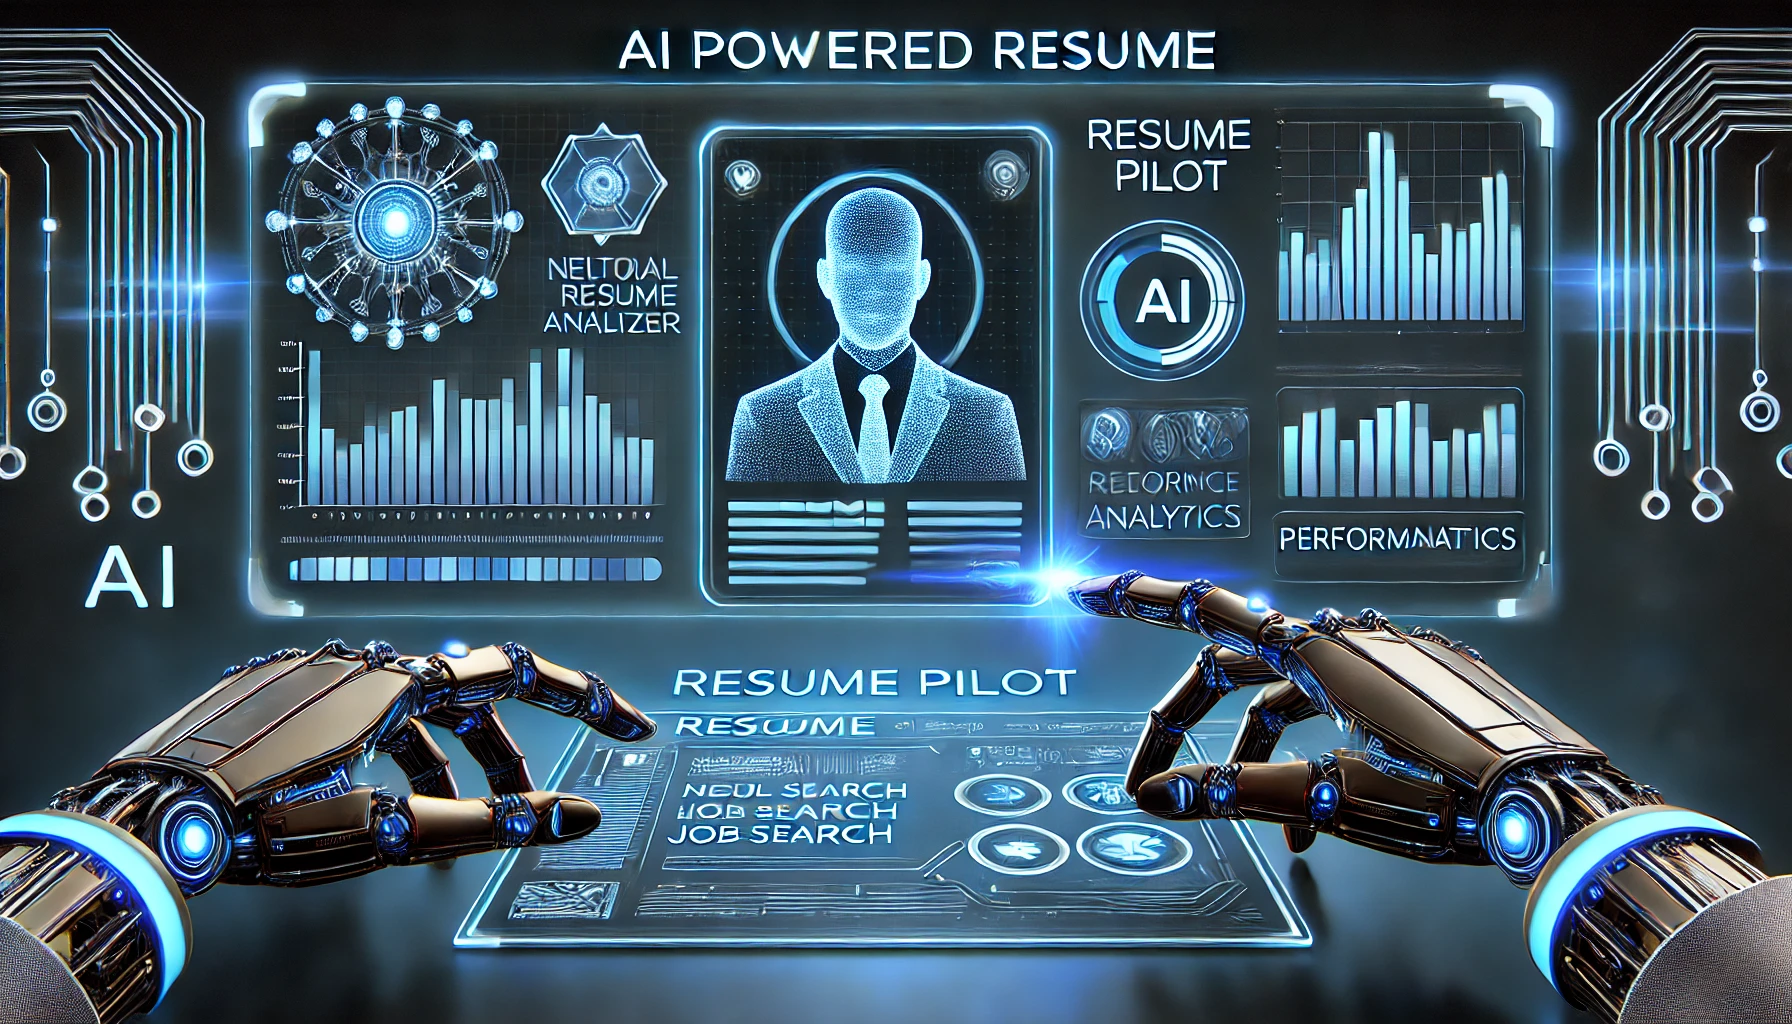 AI POWERED RESUME
NELTOIAL
RESUME
ANALIZER
RESUME
PILOT
AI
REDORINCE
ANALYTICS
PERFORMNATICS
AI
RESUME PILOT
RESUME
NEUL SEARCH
JOB SEARCH
JOB SEARCH